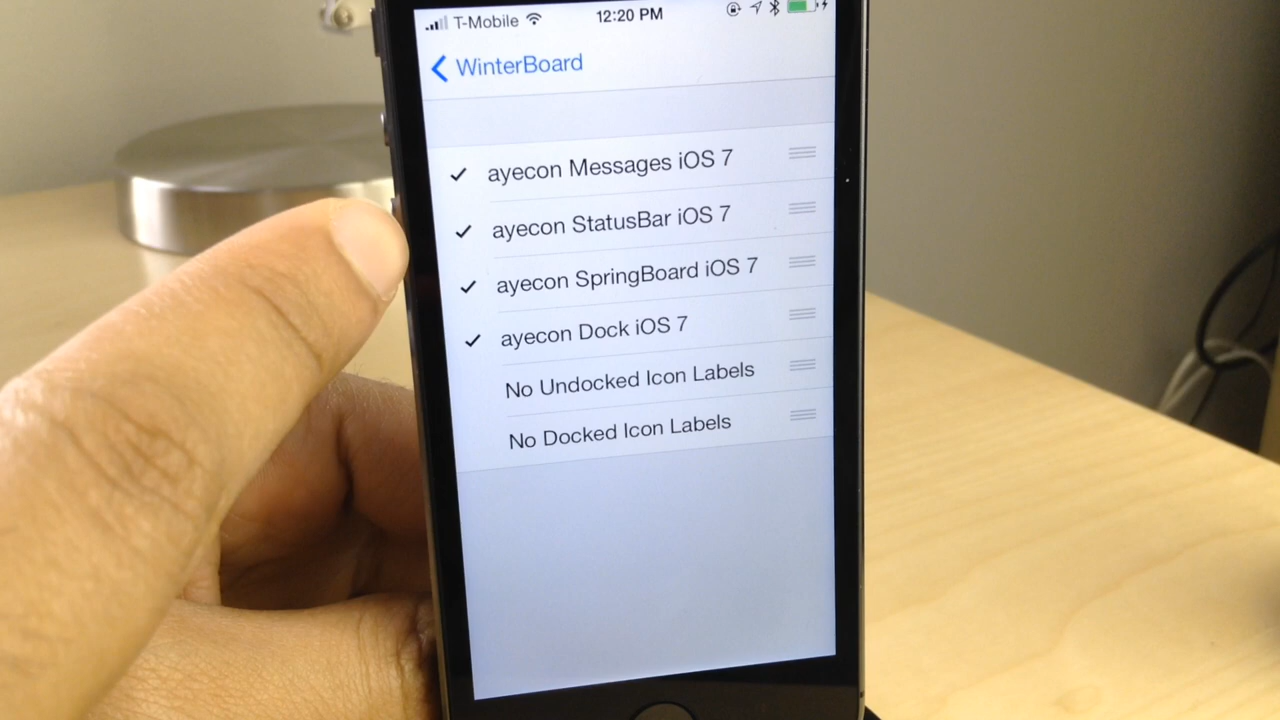 T-Mobile 12:20 PM
WinterBoard
ayecon Messages iOS 7
ayecon StatusBar iOS 7
ayecon SpringBoard iOS 7
ayecon Dock iOS 7
No Undocked Icon Labels
No Docked Icon Labels